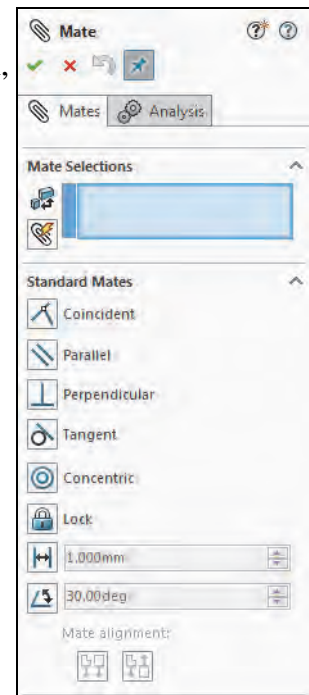 Mate
,
Mates Analysis
Mate Selections
Standard Mates
Coincident
Parallel
Perpendicular
Tangent
Concentric
Lock
1.000mm
30.00deg
Mate alignment: